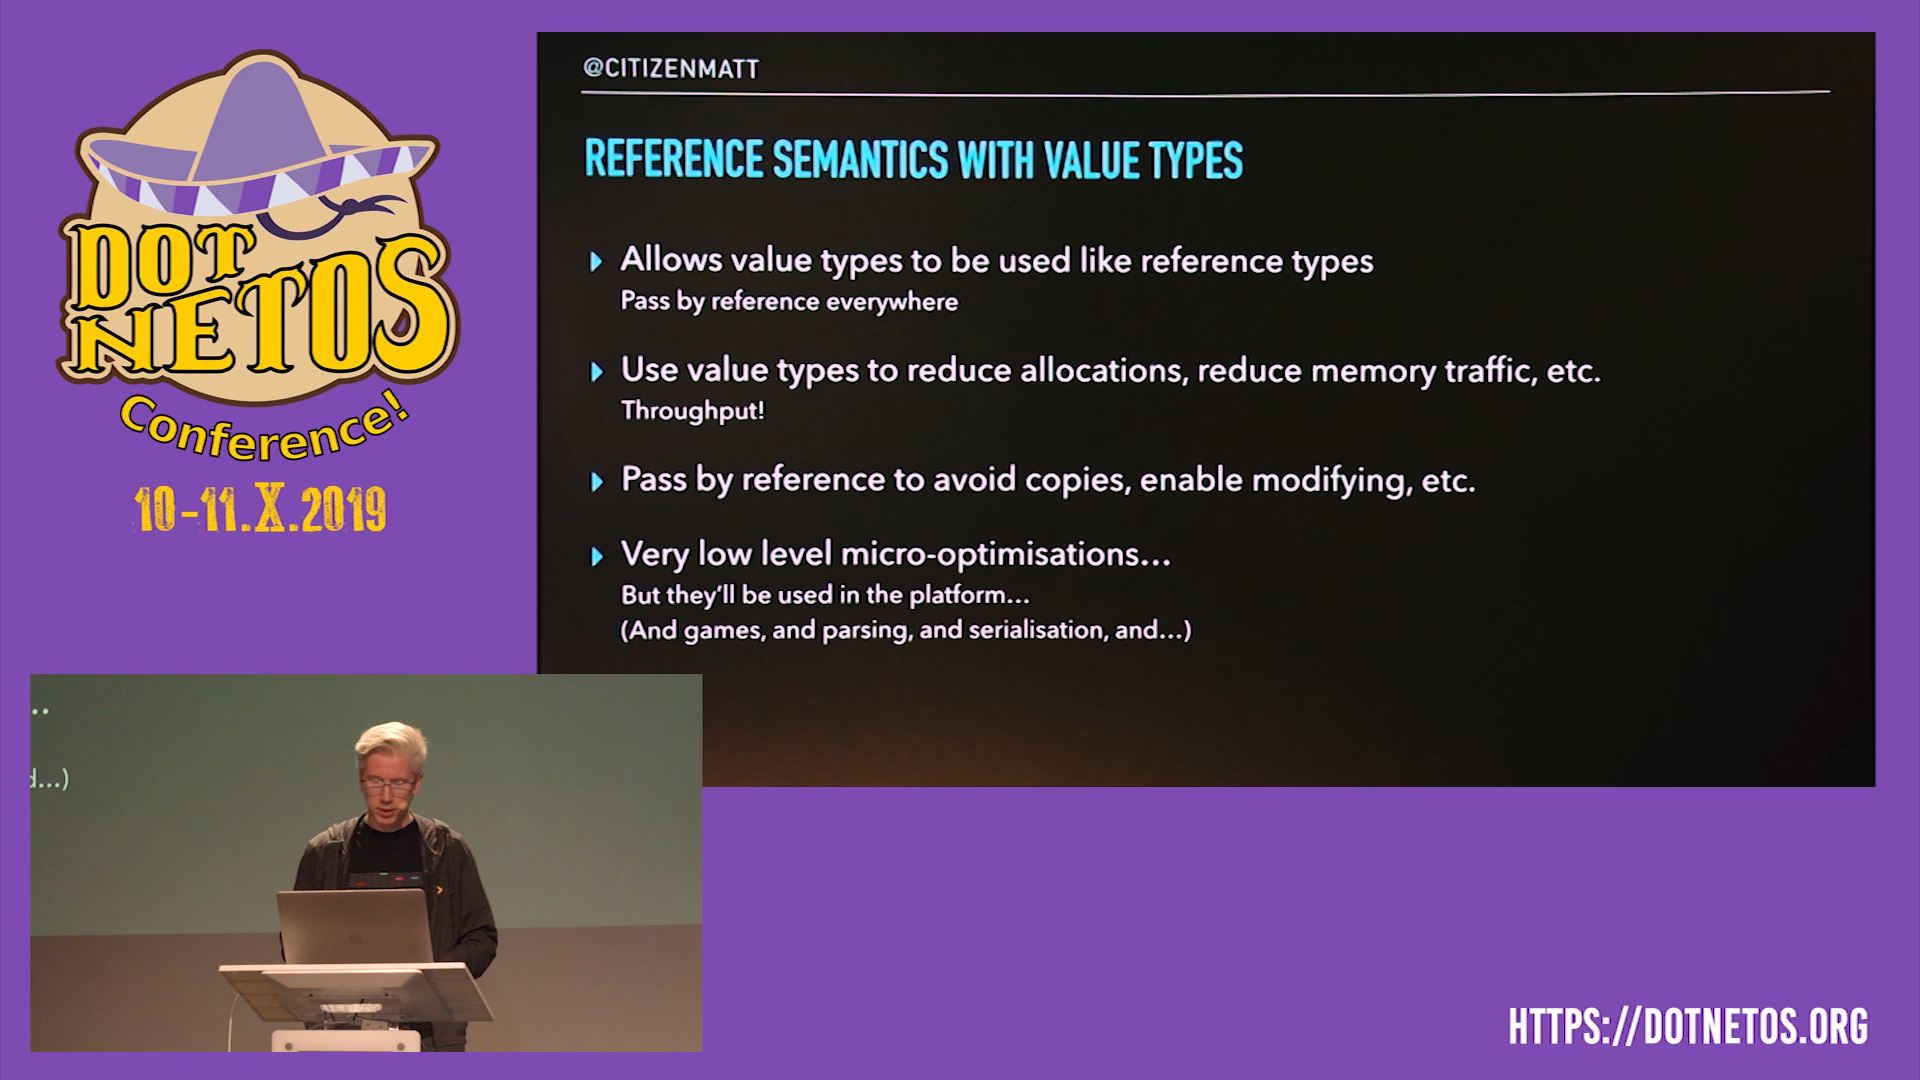 DOT
NETOS
Conference!
10-11.X.2019
@CITIZENMATT
REFERENCE SEMANTICS WITH VALUE TYPES
Allows value types to be used like reference types
Pass by reference everywhere
Use value types to reduce allocations, reduce memory traffic, etc.
Throughput!
Pass by reference to avoid copies, enable modifying, etc.
Very low level micro-optimisations...
But they'll be used in the platform...
(And games, and parsing, and serialisation, and...)
..
d...)
HTTPS://DOTNETOS.ORG